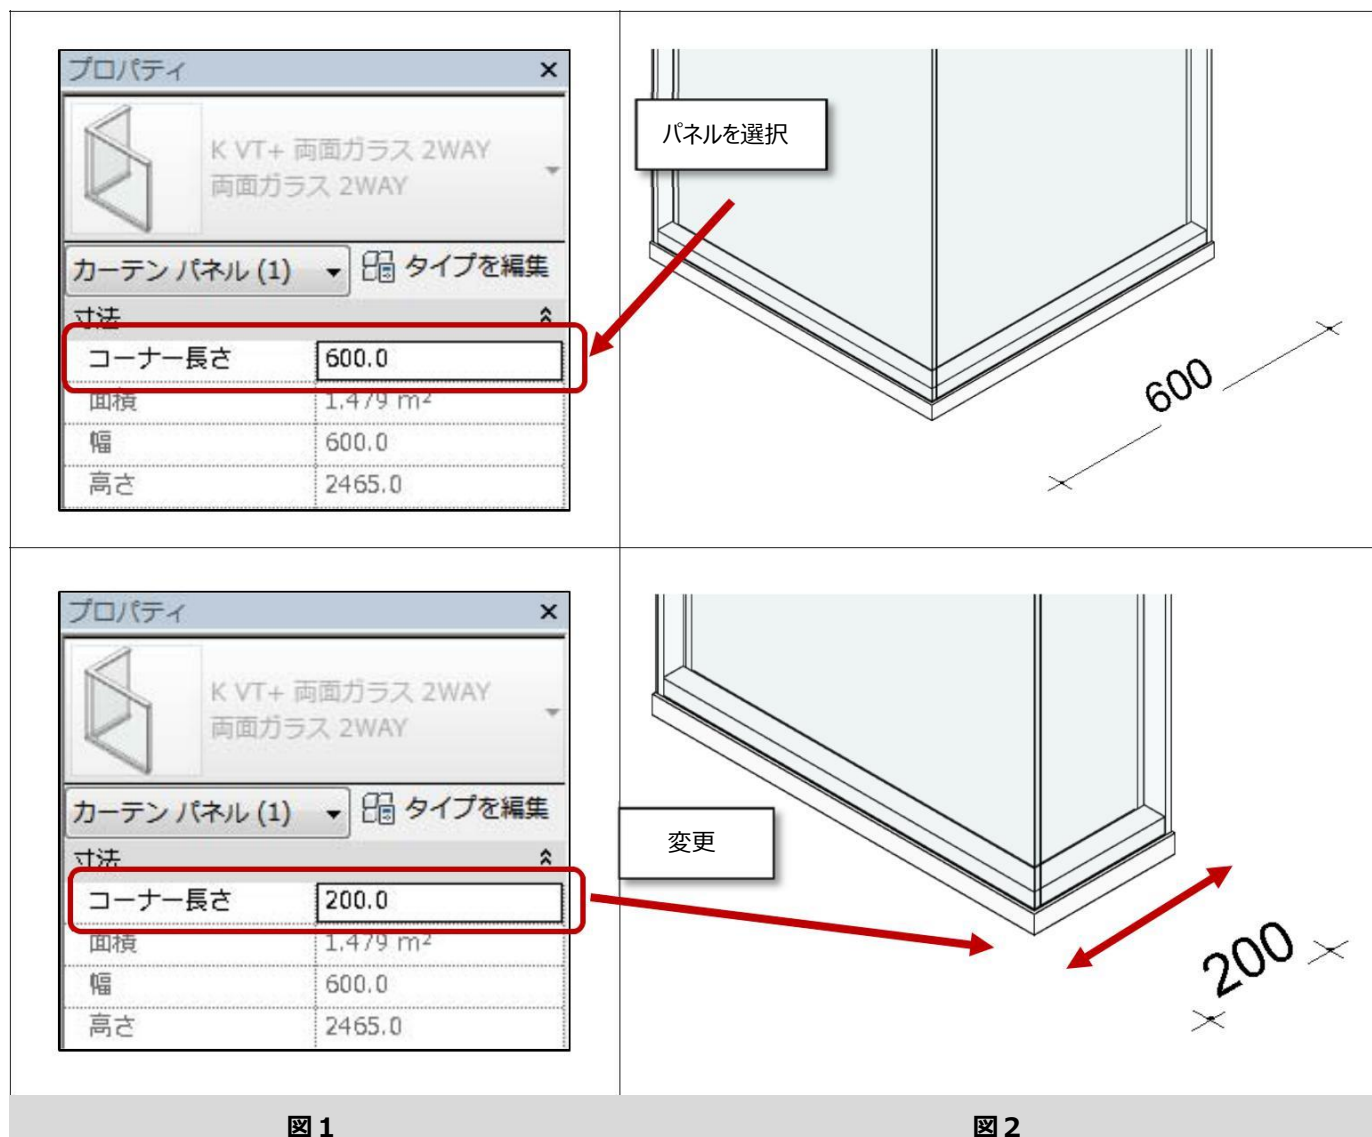 プロパティ
K VT+ 両面ガラス 2WAY
両面ガラス 2WAY
カーテン パネル (1)
タイプを編集
寸法
コーナー長さ 600.0
面積 1.479 m²
幅 600.0
高さ 2465.0
パネルを選択
600
プロパティ
K VT+ 両面ガラス 2WAY
両面ガラス 2WAY
カーテン パネル (1)
タイプを編集
寸法
コーナー長さ 200.0
面積 1.479 m²
幅 600.0
高さ 2465.0
変更
200
図1
図2